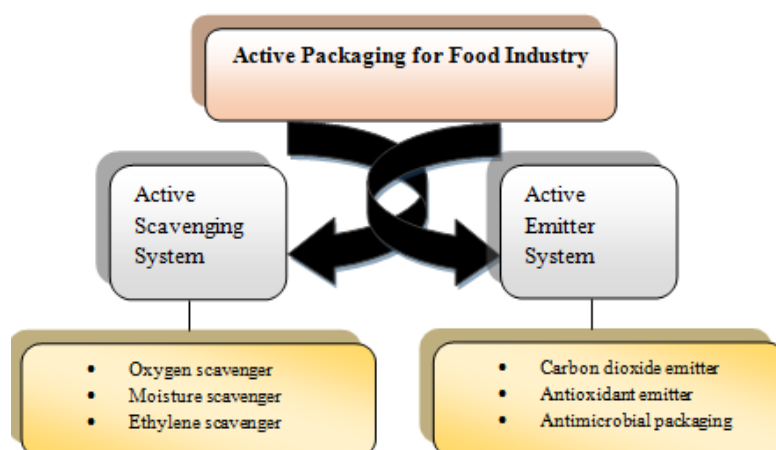 Active Packaging for Food Industry
Active
Scavenging
System
Active
Emitter
System
• Oxygen scavenger
• Moisture scavenger
• Ethylene scavenger
• Carbon dioxide emitter
• Antioxidant emitter
• Antimicrobial packaging